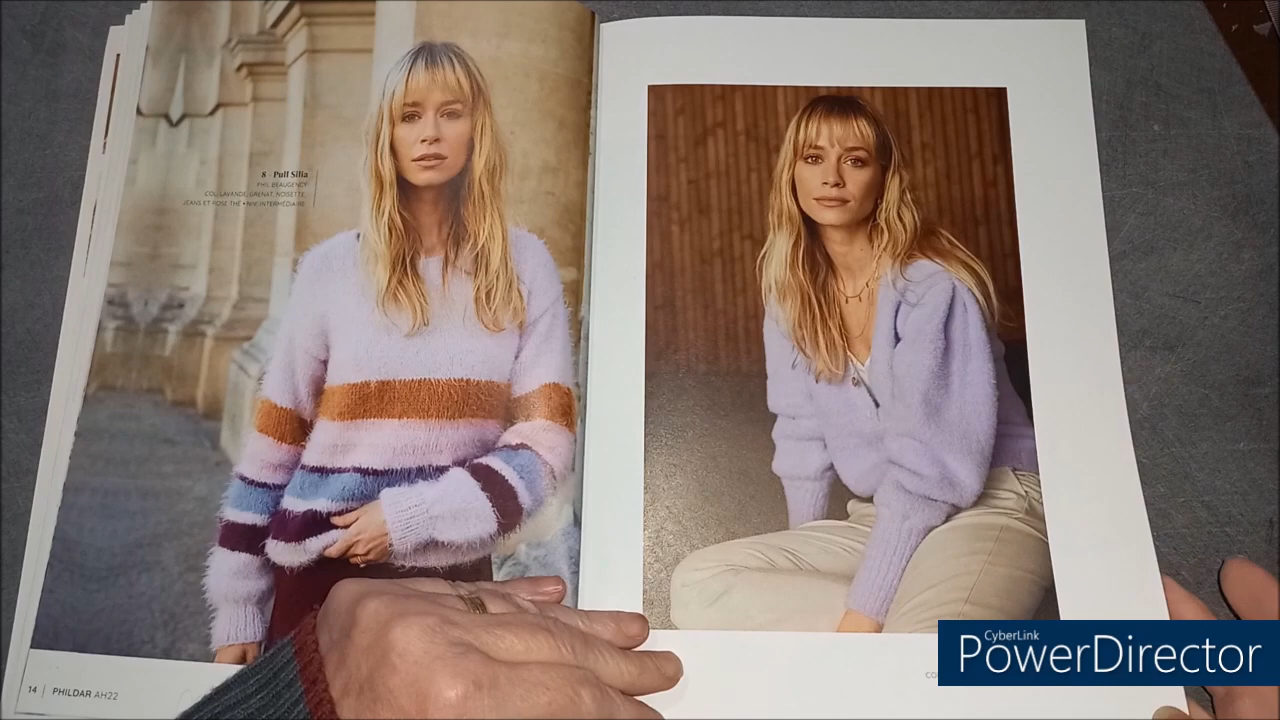 8 Pull Silia
PHIL BEAUGENCY
COL. LAVANDE, GRENAT, NOISETTE,
JEANS ET ROSE THÉ • NIV. INTERMÉDIAIRE
14 | PHILDAR AH22
CyberLink
PowerDirector